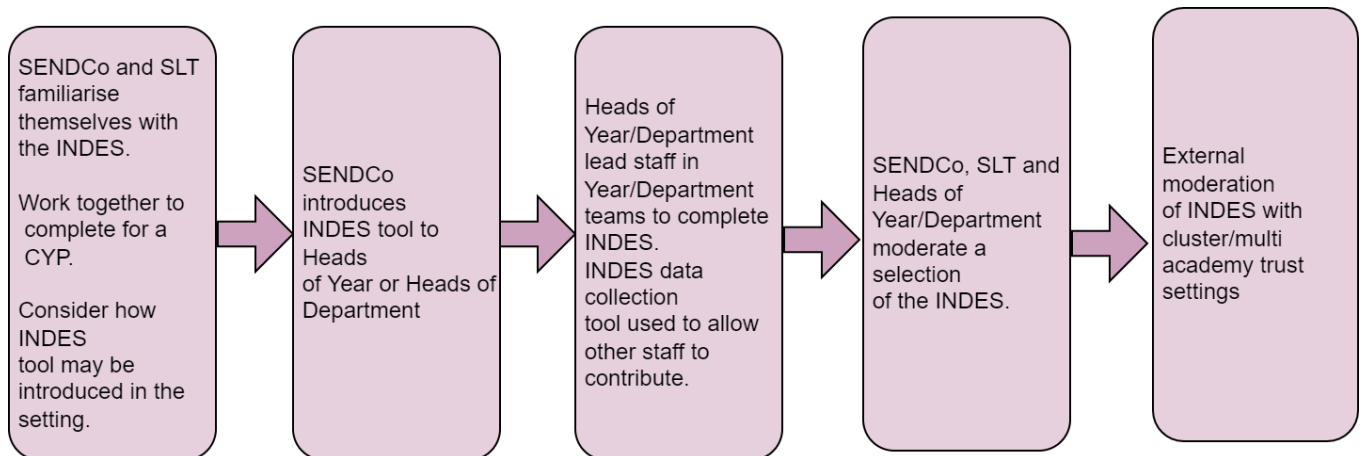 SENDCo and SLT
familiarise
themselves with
the INDES.
Work together to
complete for a
CYP.
Consider how
INDES
tool may be
introduced in the
setting.
SENDCo
introduces
INDES tool to
Heads
of Year or Heads of
Department
Heads of
Year/Department
lead staff in
Year/Department
teams to complete
INDES.
INDES data
collection
tool used to allow
other staff to
contribute.
SENDCo, SLT and
Heads of
Year/Department
moderate a
selection
of the INDES.
External
moderation
of INDES with
cluster/multi
academy trust
settings